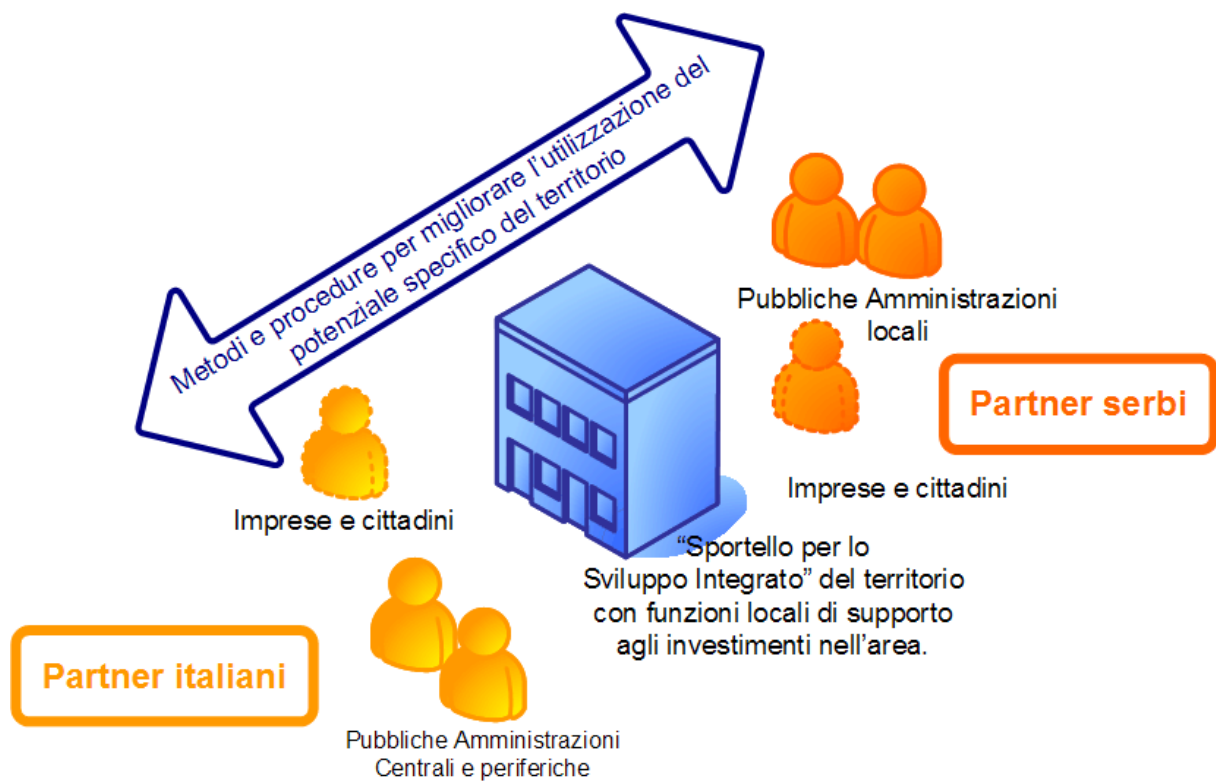 Metodi e procedure per migliorare l'utilizzazione del
potenziale specifico del territorio
Pubbliche Amministrazioni
locali
Partner serbi
Imprese e cittadini
Imprese e cittadini
“Sportello per lo
Sviluppo Integrato” del territorio
con funzioni locali di supporto
agli investimenti nell'area.
Partner italiani
Pubbliche Amministrazioni
Centrali e periferiche